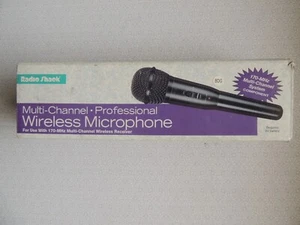 Radio Shack
170-MHz
Multi-Channel
System
COMPONENT
Multi-Channel • Professional
Wireless Microphone
For Use With 170-MHz Multi-Channel Wireless Receiver